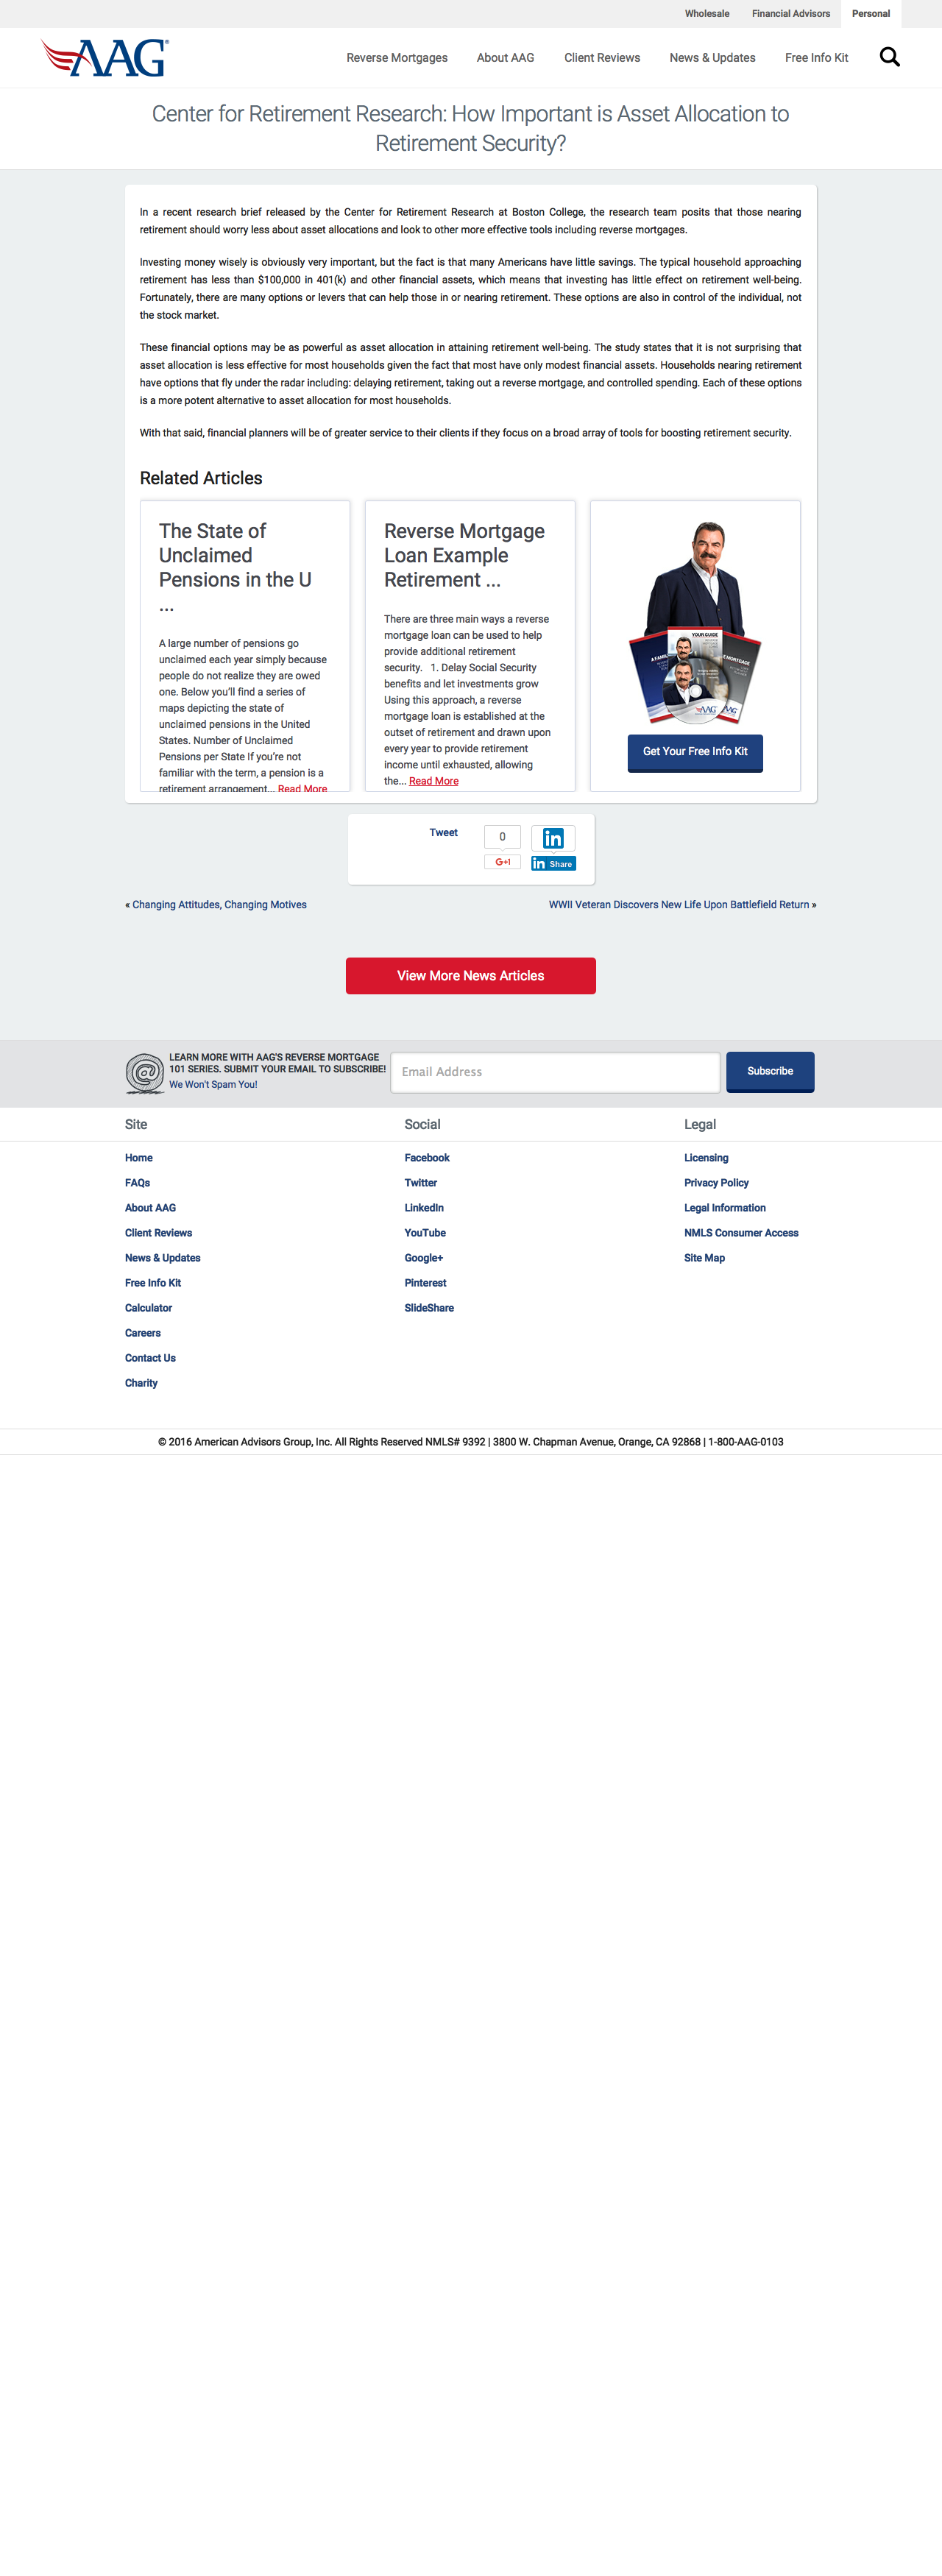 Wholesale Financial Advisors Personal
AAG®
Reverse Mortgages About AAG Client Reviews News & Updates Free Info Kit
Center for Retirement Research: How Important is Asset Allocation to
Retirement Security?
In a recent research brief released by the Center for Retirement Research at Boston College, the research team posits that those nearing
retirement should worry less about asset allocations and look to other more effective tools including reverse mortgages.
Investing money wisely is obviously very important, but the fact is that many Americans have little savings. The typical household approaching
retirement has less than $100,000 in 401(k) and other financial assets, which means that investing has little effect on retirement well-being.
Fortunately, there are many options or levers that can help those in or nearing retirement. These options are also in control of the individual, not
the stock market.
These financial options may be as powerful as asset allocation in attaining retirement well-being. The study states that it is not surprising that
asset allocation is less effective for most households given the fact that most have only modest financial assets. Households nearing retirement
have options that fly under the radar including: delaying retirement, taking out a reverse mortgage, and controlled spending. Each of these options
is a more potent alternative to asset allocation for most households.
With that said, financial planners will be of greater service to their clients if they focus on a broad array of tools for boosting retirement security.
Related Articles
The State of
Unclaimed
Pensions in the U
...
A large number of pensions go
unclaimed each year simply because
people do not realize they are owed
one. Below you'll find a series of
maps depicting the state of
unclaimed pensions in the United
States. Number of Unclaimed
Pensions per State If you're not
familiar with the term, a pension is a
retirement arrangement... Read More
Reverse Mortgage
Loan Example
Retirement ...
There are three main ways a reverse
mortgage loan can be used to help
provide additional retirement
security. 1. Delay Social Security
benefits and let investments grow
Using this approach, a reverse
mortgage loan is established at the
outset of retirement and drawn upon
every year to provide retirement
income until exhausted, allowing
the... Read More
YOUR GUIDE
AAG
AAG
Get Your Free Info Kit
Tweet
0
G+1
in
in Share
« Changing Attitudes, Changing Motives
WWII Veteran Discovers New Life Upon Battlefield Return »
View More News Articles
@
LEARN MORE WITH AAG'S REVERSE MORTGAGE
101 SERIES. SUBMIT YOUR EMAIL TO SUBSCRIBE!
We Won't Spam You!
Email Address
Subscribe
Site
Home
FAQs
About AAG
Client Reviews
News & Updates
Free Info Kit
Calculator
Careers
Contact Us
Charity
Social
Facebook
Twitter
LinkedIn
YouTube
Google+
Pinterest
SlideShare
Legal
Licensing
Privacy Policy
Legal Information
NMLS Consumer Access
Site Map
© 2016 American Advisors Group, Inc. All Rights Reserved NMLS# 9392 | 3800 W. Chapman Avenue, Orange, CA 92868 | 1-800-AAG-0103